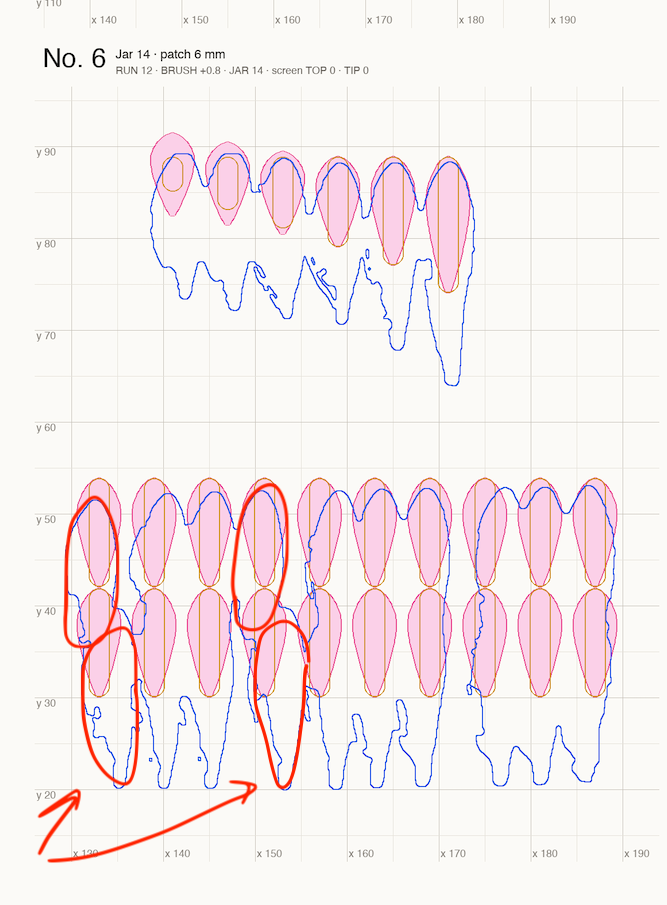 y 110
x 140 x 150 x 160 x 170 x 180 x 190
No. 6 Jar 14 · patch 6 mm
RUN 12 · BRUSH +0.8 · JAR 14 · screen TOP 0 · TIP 0
y 90
y 80
y 70
y 60
y 50
y 40
y 30
y 20
x 130 x 140 x 150 x 160 x 170 x 180 x 190